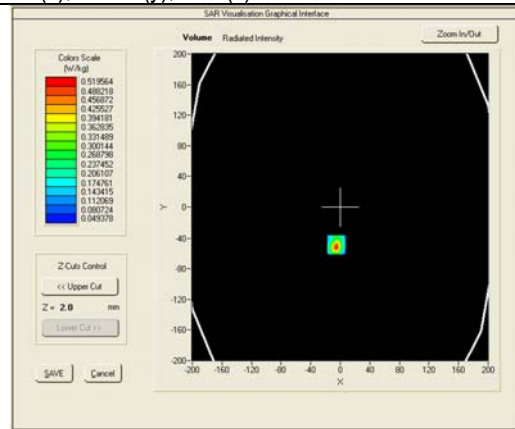 SAR Visualisation Graphical Interface
Volume Radiated Intensity
Zoom In/Out
Colors Scale
(W/kg)
0.519564
0.488218
0.456872
0.425527
0.394181
0.362835
0.331489
0.300144
0.268798
0.237452
0.206107
0.174761
0.143415
0.112069
0.080724
0.049378
200
160
120
80
40
0
-40
-80
-120
-160
-200
Y
-200 -160 -120 -80 -40 0 40 80 120 160 200
X
Z-Cuts Control
<< Upper Cut
Z = 2.0 mm
Lower Cut >>
SAVE Cancel